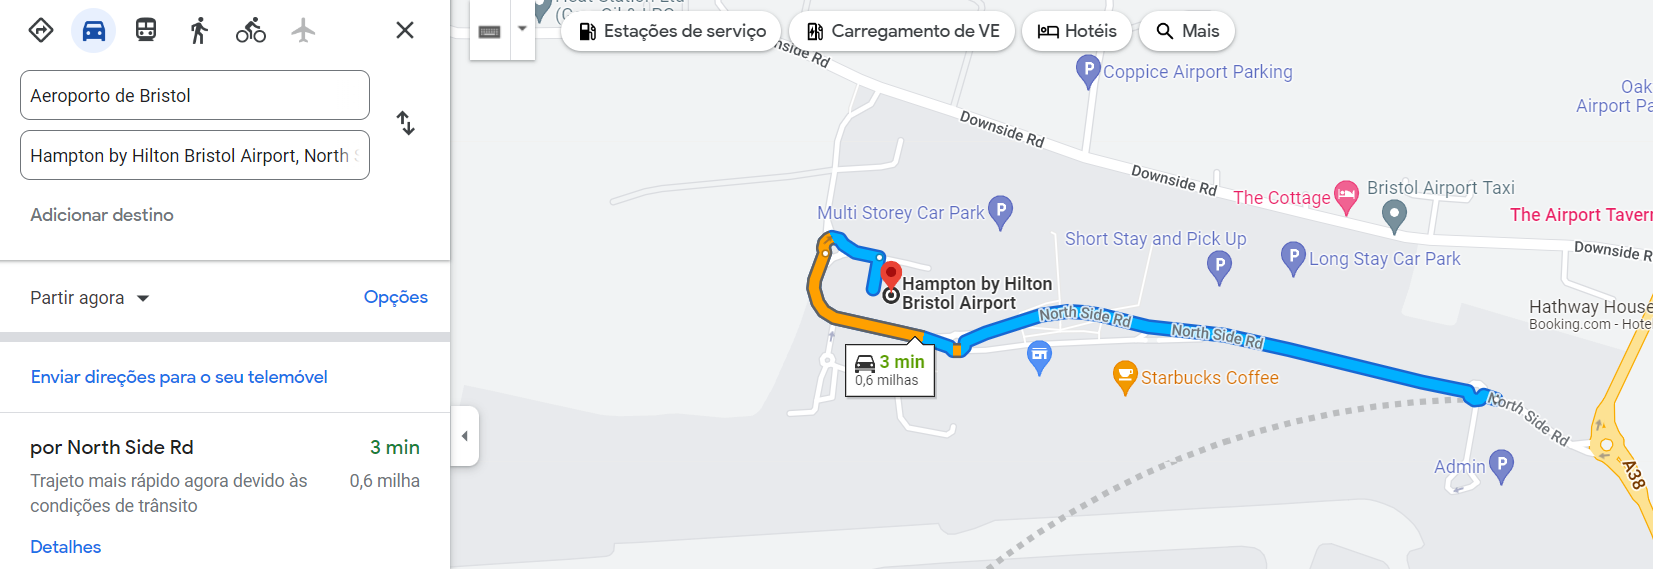 Aeroporto de Bristol
Hampton by Hilton Bristol Airport, North
Adicionar destino
Partir agora
Opções
Enviar direções para o seu telemóvel
por North Side Rd
3 min
Trajeto mais rápido agora devido às
condições de trânsito
0,6 milha
Detalhes
Estações de serviço
Carregamento de VE
Hotéis
Mais
Coppice Airport Parking
Oak
Airport Pa
Downside Rd
Downside Rd
The Cottage
Bristol Airport Taxi
The Airport Tavern
Downside R
Multi Storey Car Park
Short Stay and Pick Up
Long Stay Car Park
Hampton by Hilton
Bristol Airport
Hathway House
Booking.com - Hote
North Side Rd
North Side Rd
3 min
0,6 milhas
Starbucks Coffee
North Side Rd
Admin
A38
P
P
P
P
P